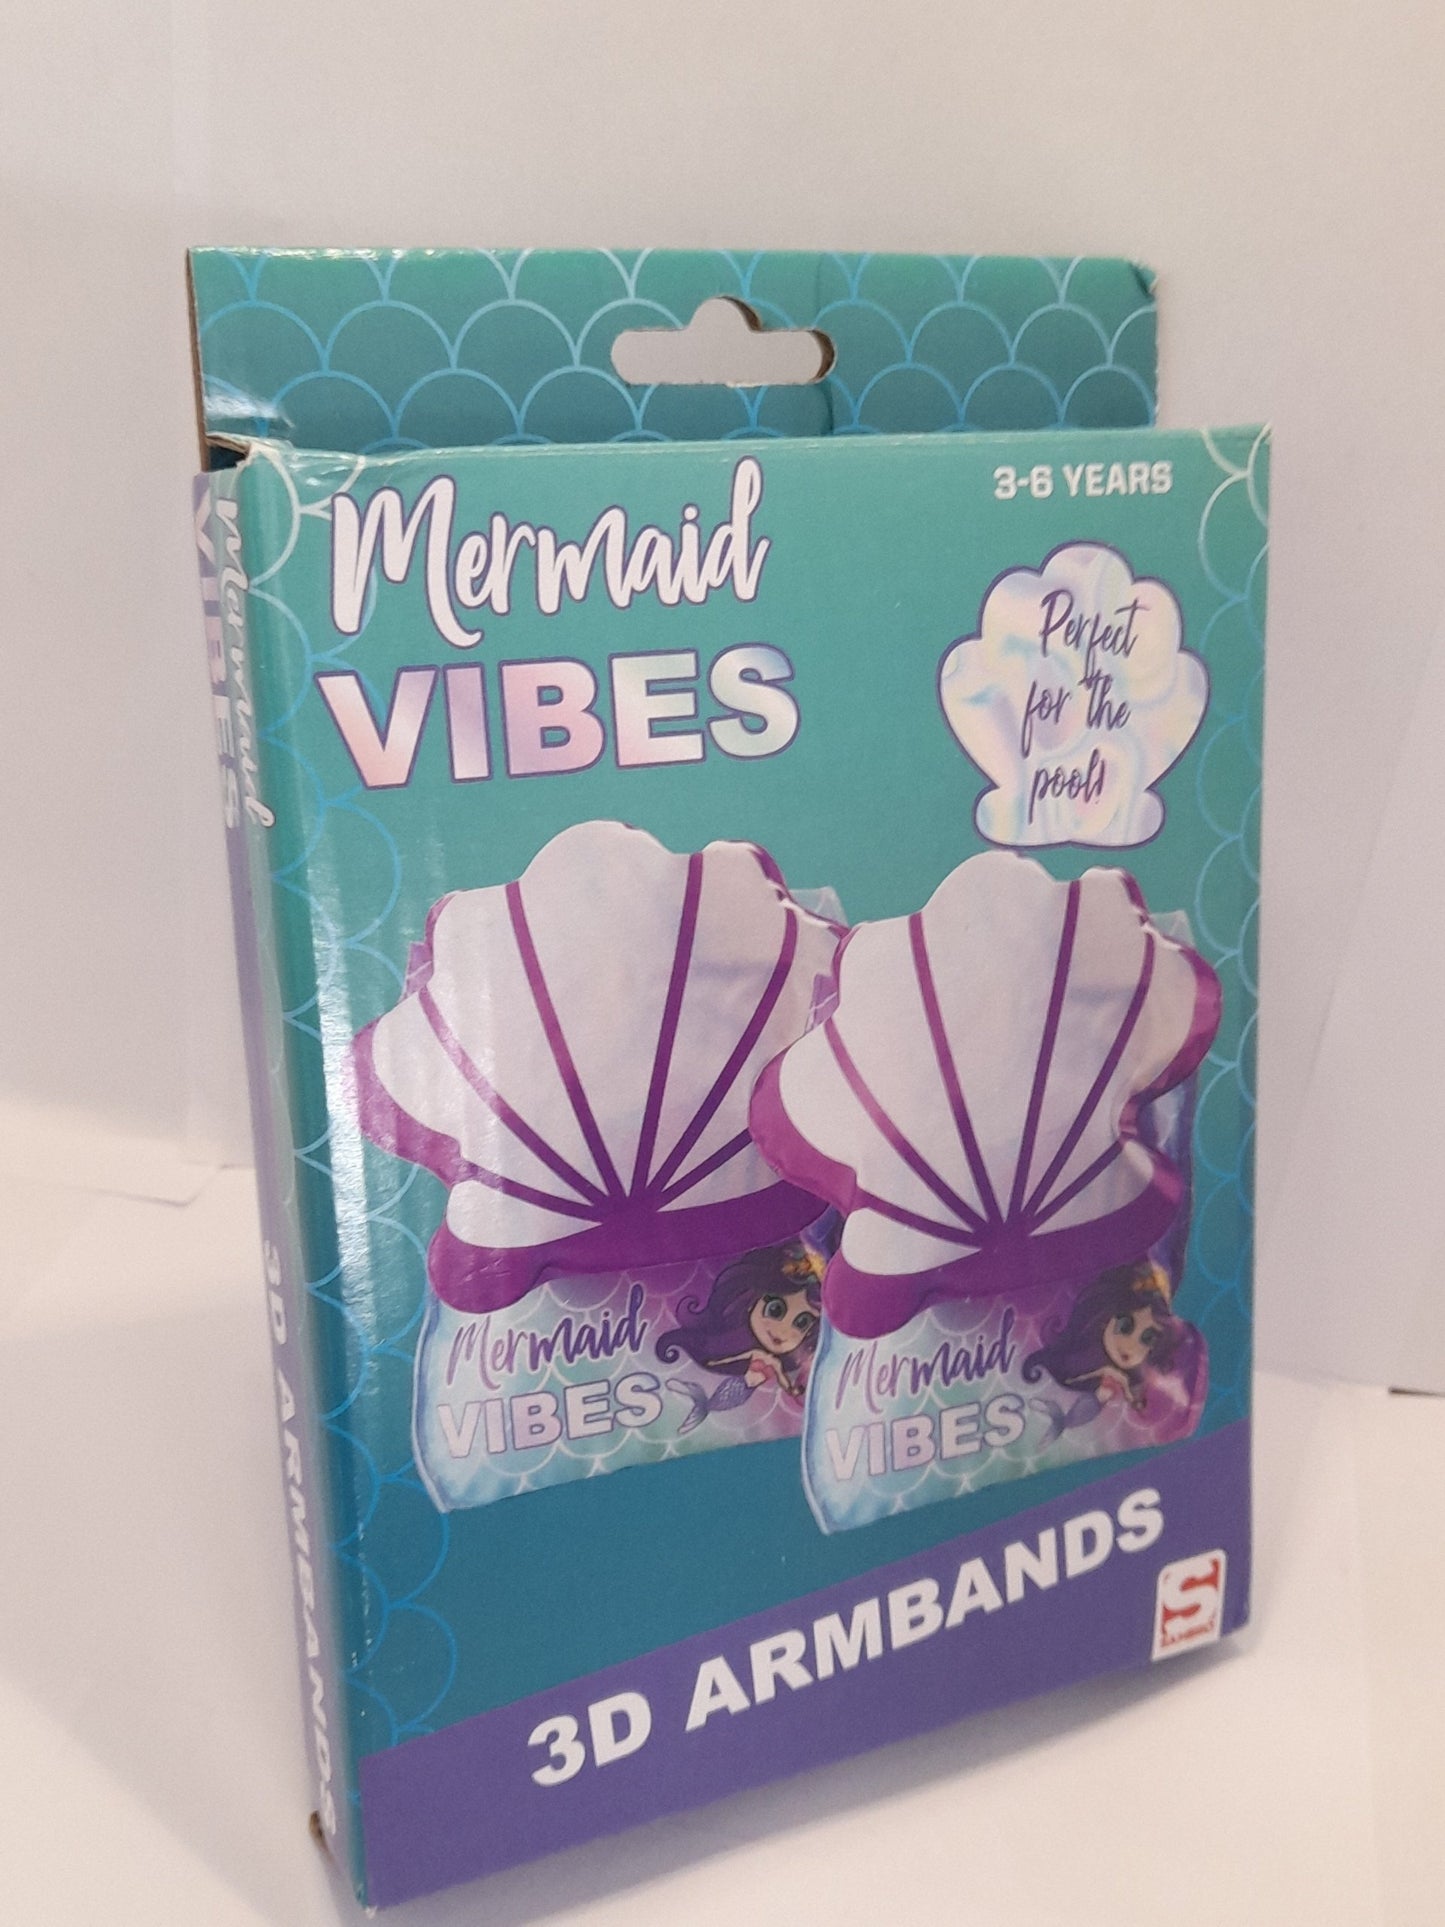 3-6 YEARS
Mermaid
VIBES
Perfect
for the
pool!
Mermaid
VIBES
Mermaid
VIBES
3D ARMBANDS
S
SAMBRO
Mermaid
VIBES
3D ARMBANDS